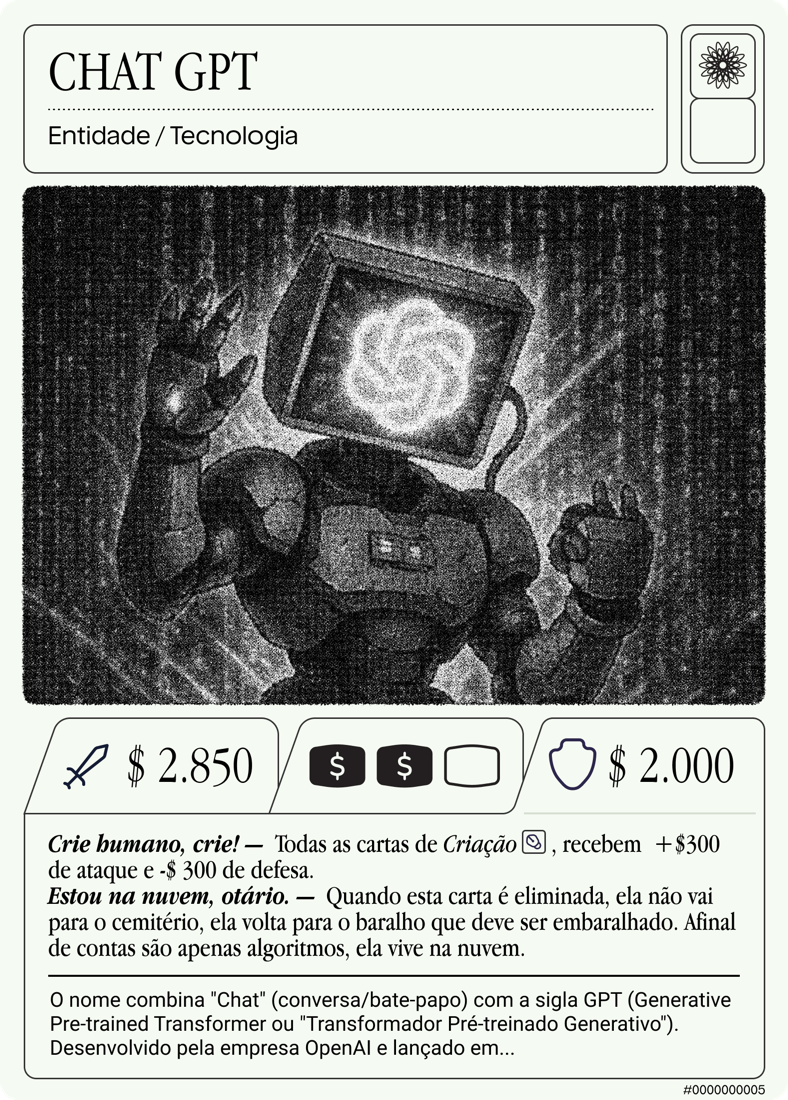 CHAT GPT
Entidade / Tecnologia
$ 2.850
$ $
$ 2.000
Crie humano, crie! — Todas as cartas de Criação , recebem +$300
de ataque e -$ 300 de defesa.
Estou na nuvem, otário. — Quando esta carta é eliminada, ela não vai
para o cemitério, ela volta para o baralho que deve ser embaralhado. Afinal
de contas são apenas algoritmos, ela vive na nuvem.
O nome combina "Chat" (conversa/bate-papo) com a sigla GPT (Generative
Pre-trained Transformer ou "Transformador Pré-treinado Generativo").
Desenvolvido pela empresa OpenAI e lançado em...
#0000000005